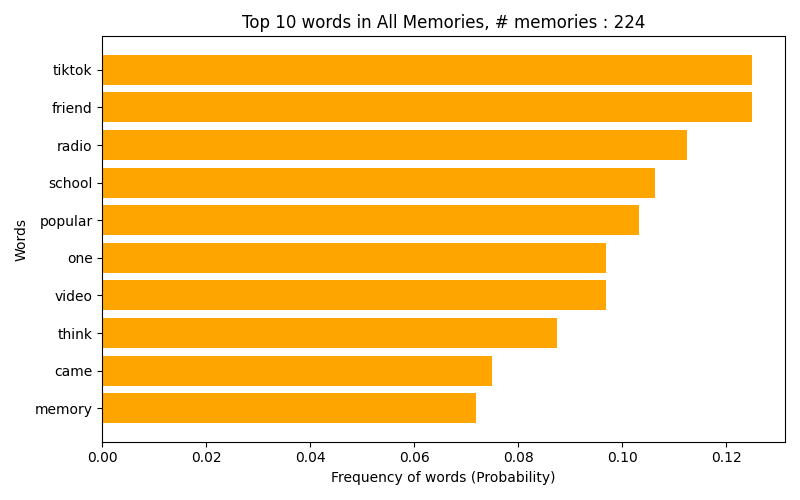 Top 10 words in All Memories, # memories : 224
tiktok
friend
radio
school
popular
one
video
think
came
memory
Words
0.00 0.02 0.04 0.06 0.08 0.10 0.12
Frequency of words (Probability)